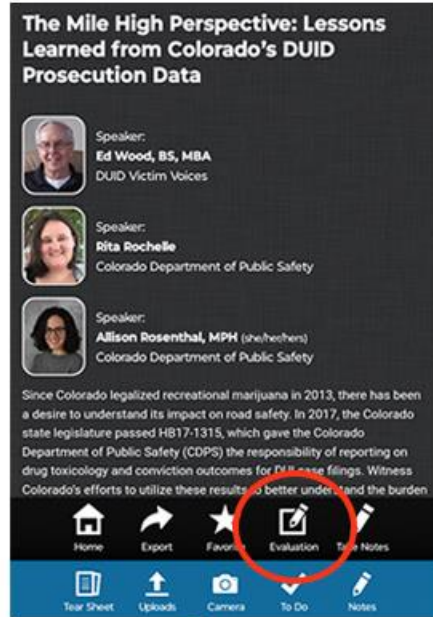 The Mile High Perspective: Lessons
Learned from Colorado's DUID
Prosecution Data
Speaker:
Ed Wood, BS, MBA
DUID Victim Voices
Speaker:
Rita Rochelle
Colorado Department of Public Safety
Speaker:
Allison Rosenthal, MPH (she/her/hers)
Colorado Department of Public Safety
Since Colorado legalized recreational marijuana in 2013, there has been
a desire to understand its impact on road safety. In 2017, the Colorado
state legislature passed HB17-1315, which gave the Colorado
Department of Public Safety (CDPS) the responsibility of reporting on
drug toxicology and conviction outcomes for DUI case filings. Witness
Colorado's efforts to utilize these results to better understand the burden
Home Export Favorite Evaluation Take Notes
Tear Sheet Uploads Camera To Do Notes